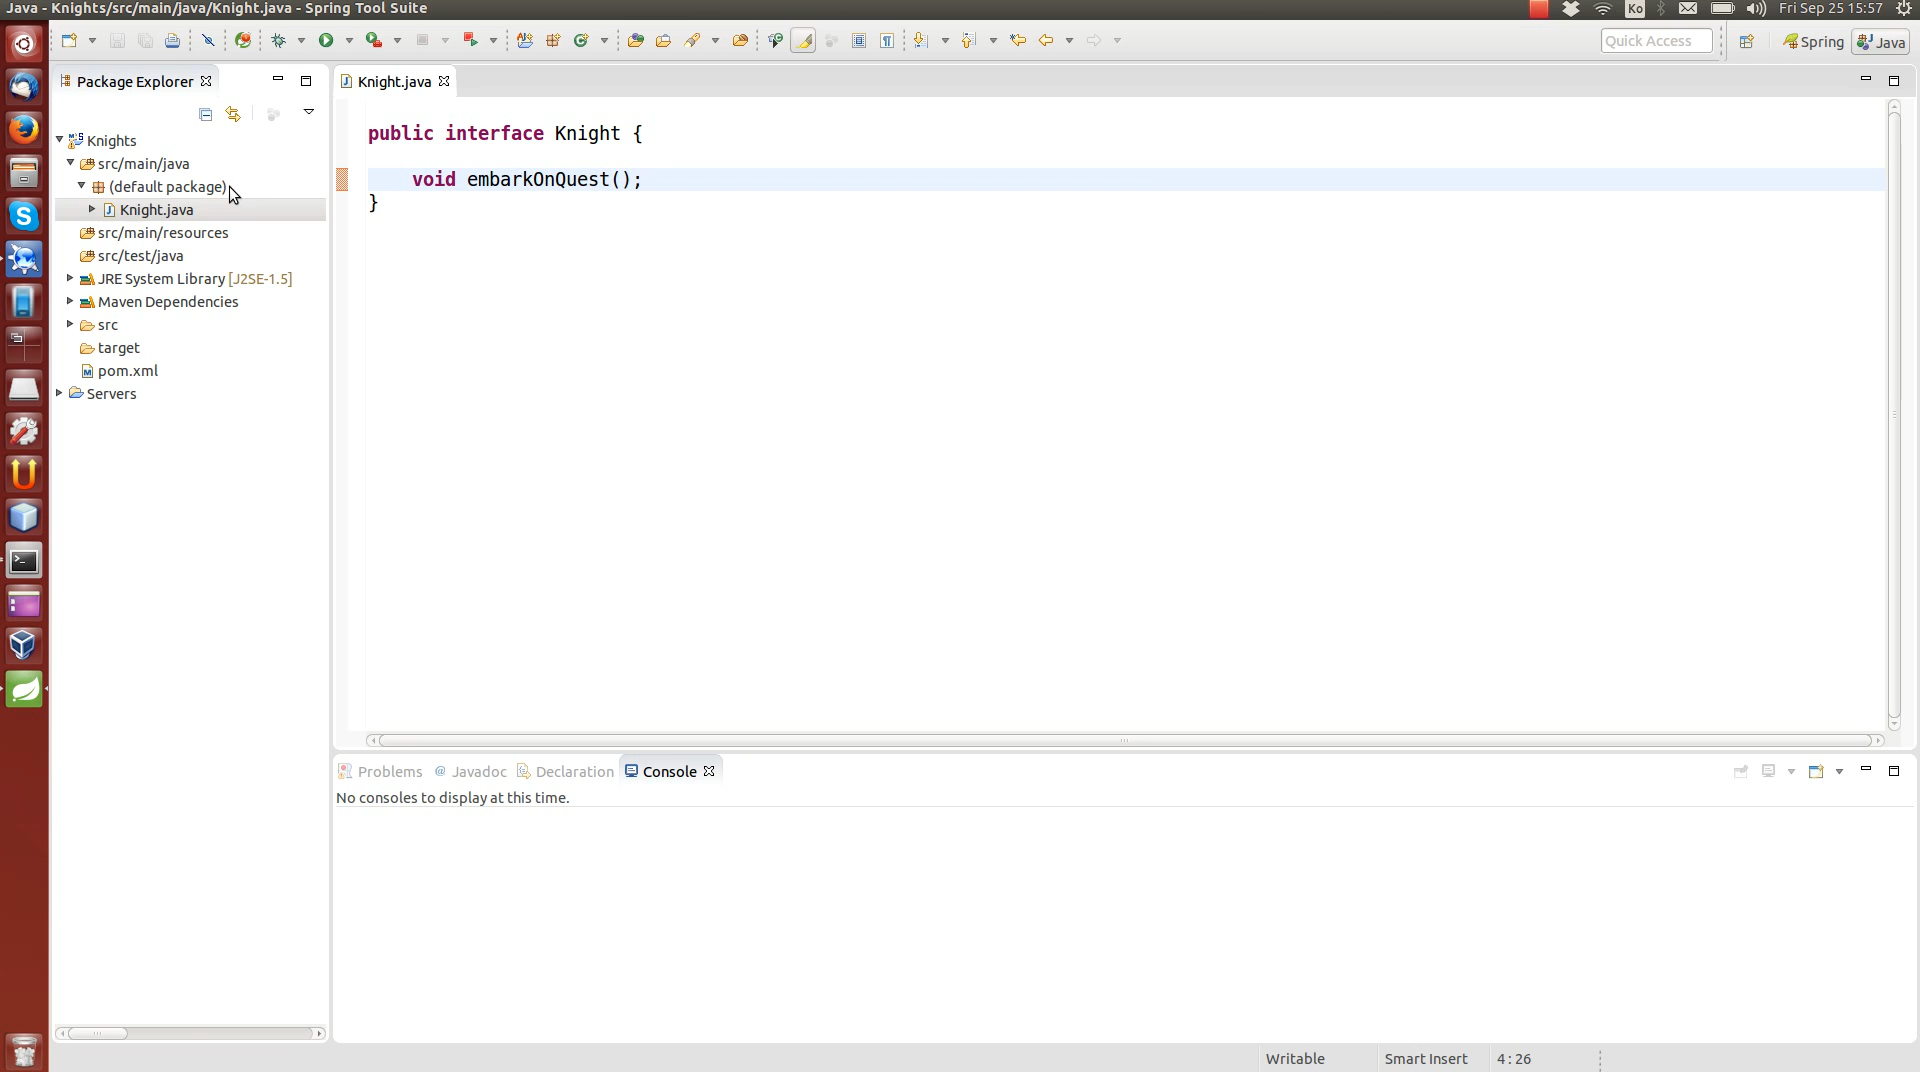 Java - Knights/src/main/java/Knight.java - Spring Tool Suite
Ko
Fri Sep 25 15:57
Quick Access
Spring
Java
Package Explorer
Knights
src/main/java
(default package)
Knight.java
src/main/resources
src/test/java
JRE System Library [J2SE-1.5]
Maven Dependencies
src
target
pom.xml
Servers
Knight.java
public interface Knight {
void embarkOnQuest();
}
Problems
Javadoc
Declaration
Console
No consoles to display at this time.
Writable
Smart Insert
4 : 26